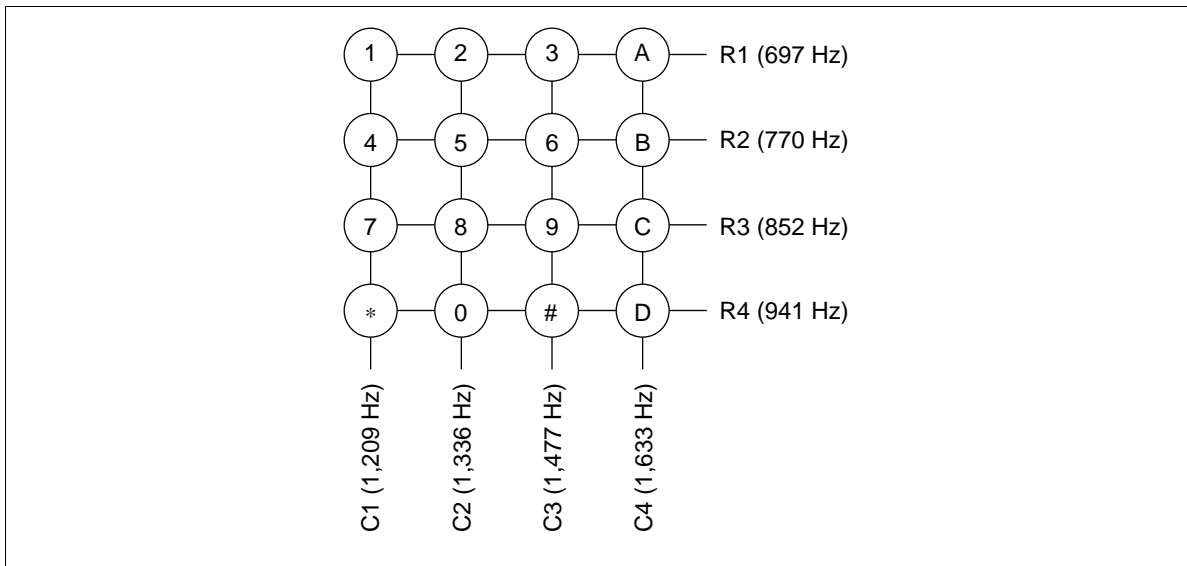 1 2 3 A R1 (697 Hz)
4 5 6 B R2 (770 Hz)
7 8 9 C R3 (852 Hz)
* 0 # D R4 (941 Hz)
C1 (1,209 Hz)
C2 (1,336 Hz)
C3 (1,477 Hz)
C4 (1,633 Hz)